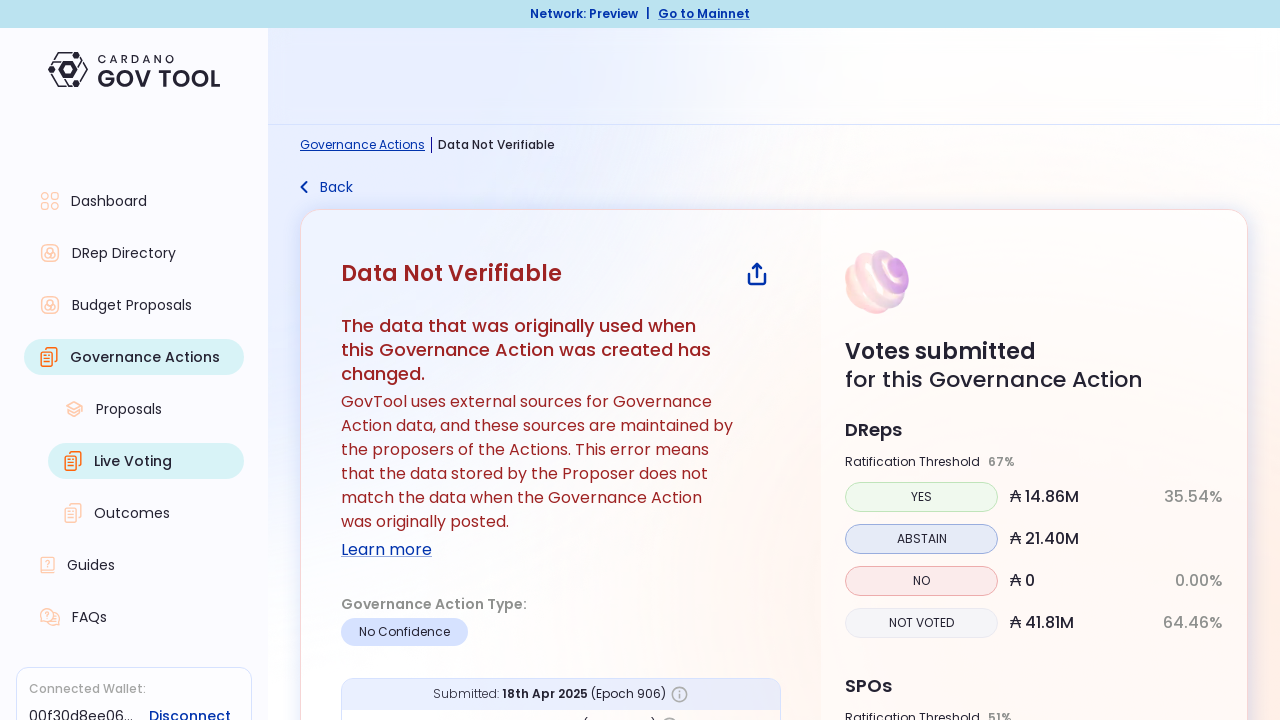 Network: Preview | Go to Mainnet
CARDANO
GOV TOOL
Dashboard
DRep Directory
Budget Proposals
Governance Actions
Proposals
Live Voting
Outcomes
Guides
FAQs
Connected Wallet:
00f30d8ee06... Disconnect
Governance Actions | Data Not Verifiable
Back
Data Not Verifiable
The data that was originally used when
this Governance Action was created has
changed.
GovTool uses external sources for Governance
Action data, and these sources are maintained by
the proposers of the Actions. This error means
that the data stored by the Proposer does not
match the data when the Governance Action
was originally posted.
Learn more
Governance Action Type:
No Confidence
Submitted: 18th Apr 2025 (Epoch 906)
Votes submitted
for this Governance Action
DReps
Ratification Threshold 67%
YES ₳ 14.86M 35.54%
ABSTAIN ₳ 21.40M
NO ₳ 0 0.00%
NOT VOTED ₳ 41.81M 64.46%
SPOs
Ratification Threshold 51%